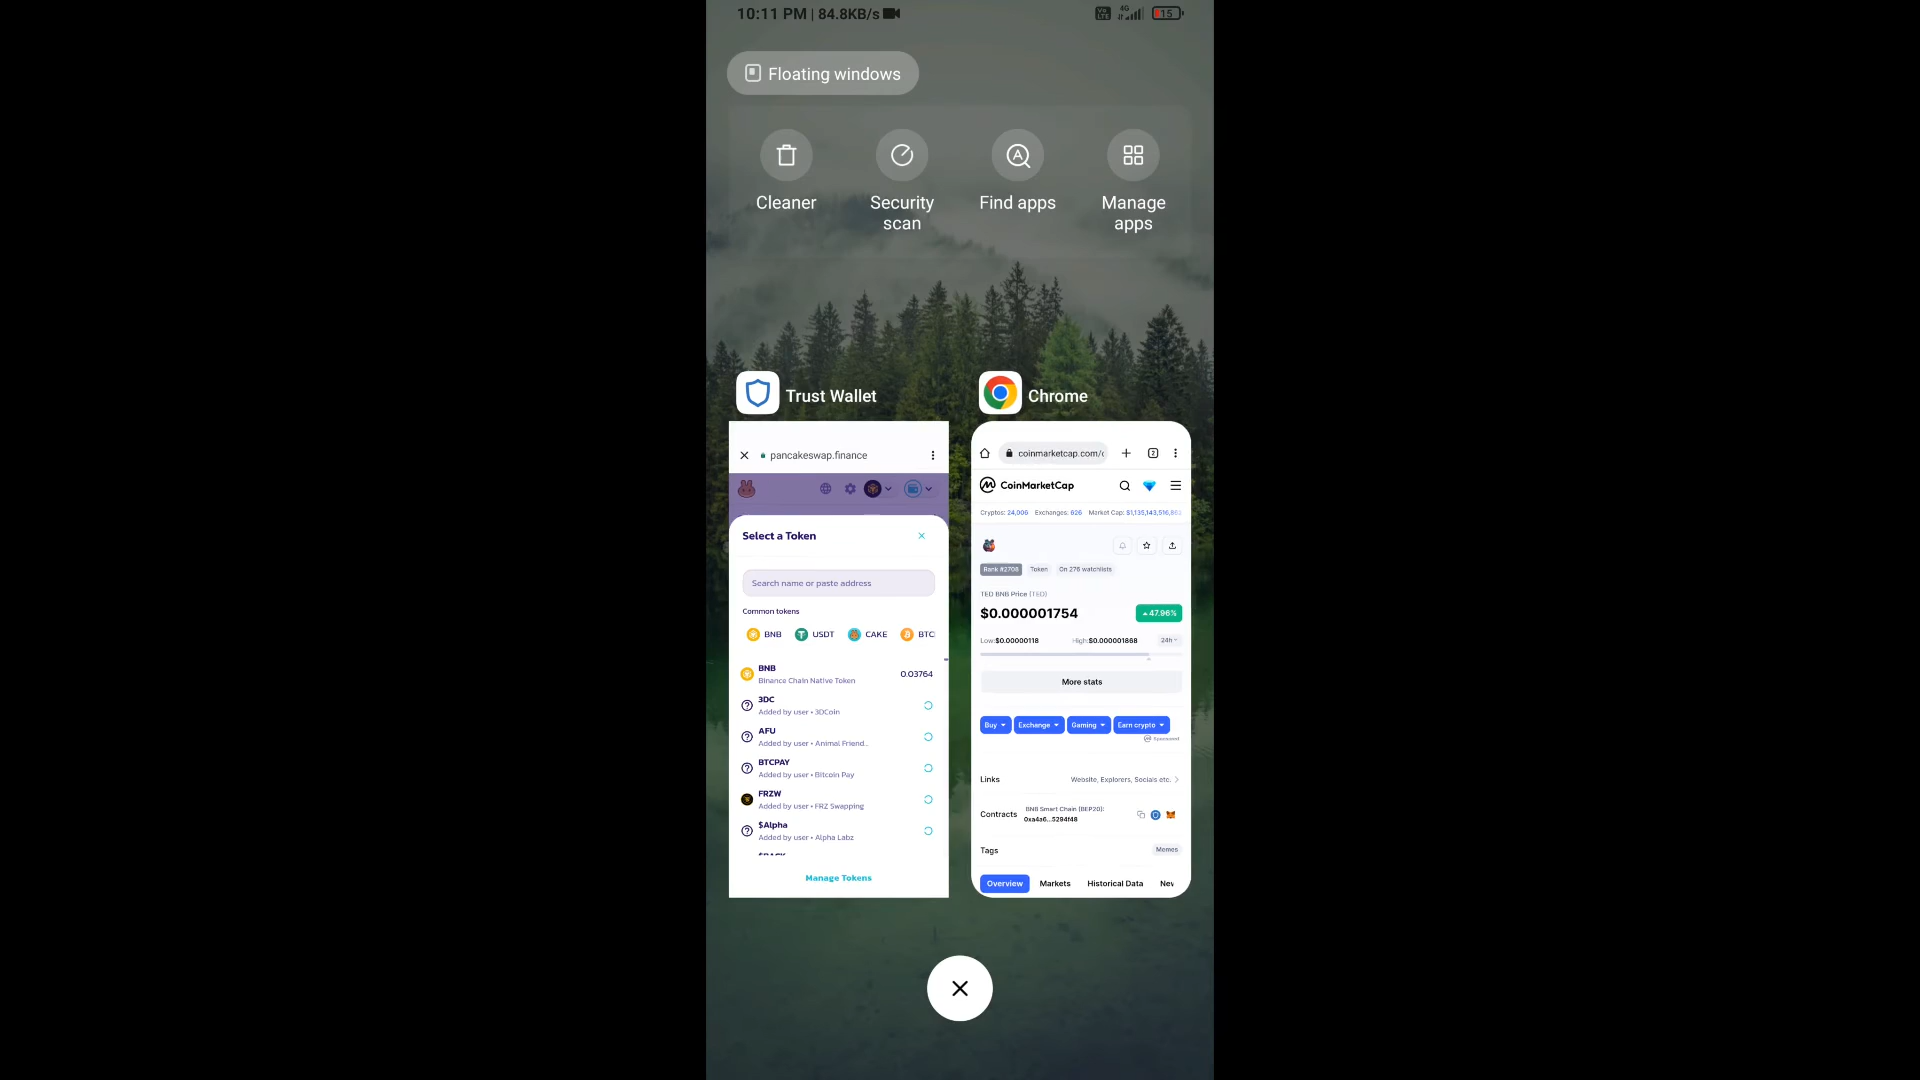 10:11 PM | 84.8KB/s
4G
15
Floating windows
Cleaner
Security
scan
Find apps
Manage
apps
Trust Wallet
pancakeswap.finance
Select a Token
Search name or paste address
Common tokens
BNB USDT CAKE BTC
BNB
Binance Chain Native Token
0.03764
3DC
Added by user • 3DCoin
AFU
Added by user • Animal Friend..
BTCPAY
Added by user • Bitcoin Pay
FRZW
Added by user • FRZ Swapping
$Alpha
Added by user • Alpha Labz
Manage Tokens
Chrome
coinmarketcap.com/
2
CoinMarketCap
Cryptos: 24,006 Exchanges: 626 Market Cap: $1,135,143,516,
Rank #2706 Token On 276 watchlists
TED BNB Price (TED)
$0.000001754
47.96%
Low:$0.00000118 High:$0.000001868 24h
More stats
Buy Exchange Gaming Earn crypto
Sponsored
Links Website, Explorers, Socials etc.
Contracts
BNB Smart Chain (BEP20):
0xa4a6...5294f48
Tags Memes
Overview Markets Historical Data